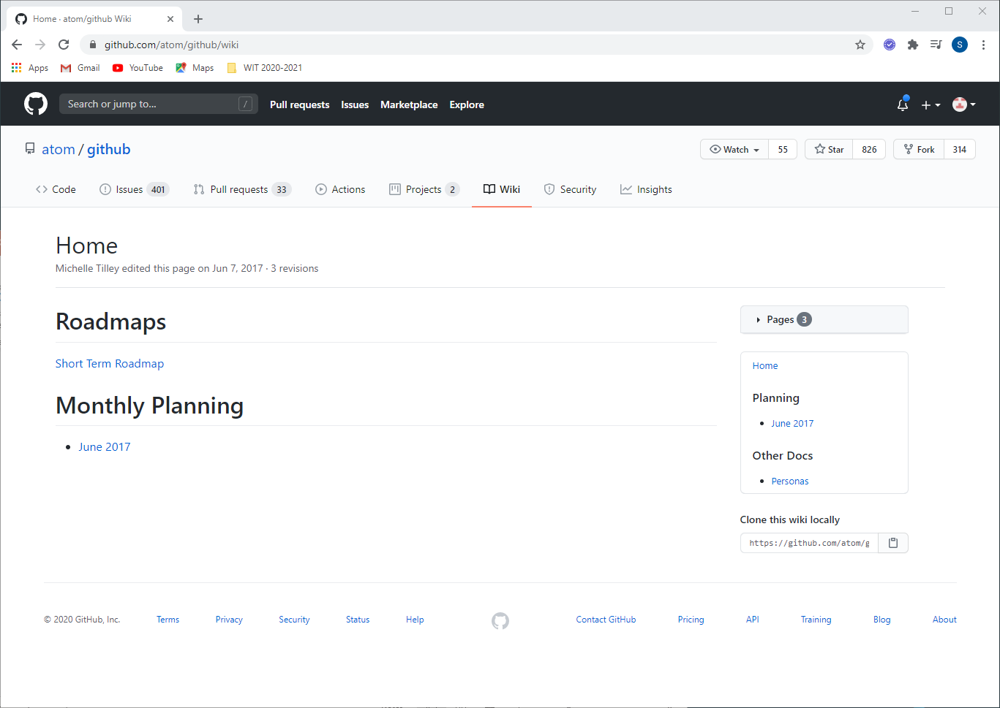 Home · atom/github Wiki
github.com/atom/github/wiki
S
Apps Gmail YouTube Maps WIT 2020-2021
Search or jump to... / Pull requests Issues Marketplace Explore
atom / github Watch 55 Star 826 Fork 314
Code Issues 401 Pull requests 33 Actions Projects 2 Wiki Security Insights
Home
Michelle Tilley edited this page on Jun 7, 2017 · 3 revisions
Roadmaps
Short Term Roadmap
Monthly Planning
June 2017
Pages 3
Home
Planning
June 2017
Other Docs
Personas
Clone this wiki locally
https://github.com/atom/g
© 2020 GitHub, Inc. Terms Privacy Security Status Help Contact GitHub Pricing API Training Blog About